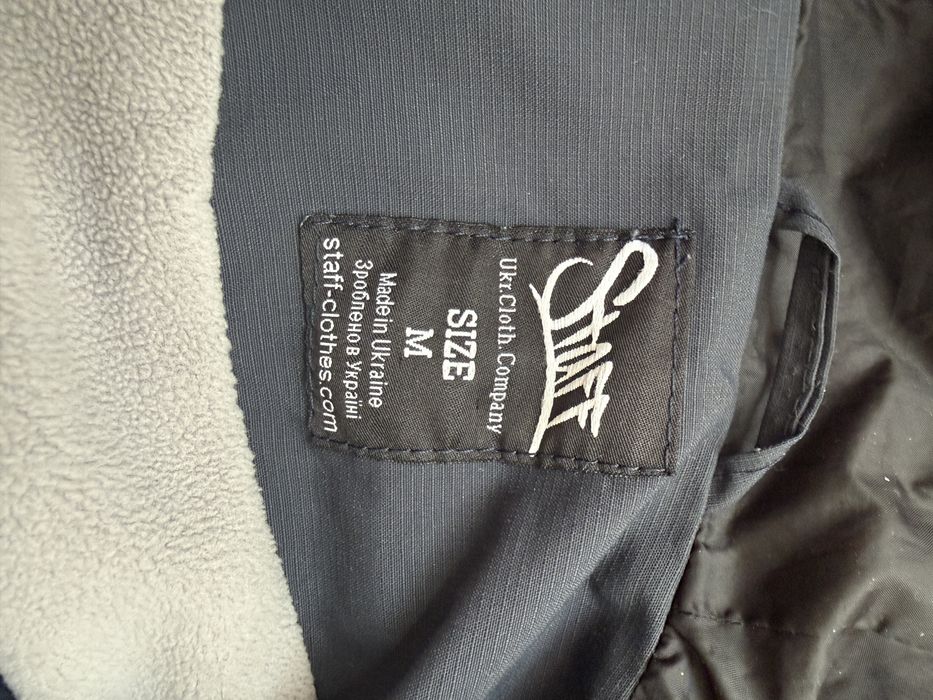 STAFF
Ukr.Cloth.Company
SIZE
M
Made in Ukraine
Зроблено в Україні
staff-clothes.com